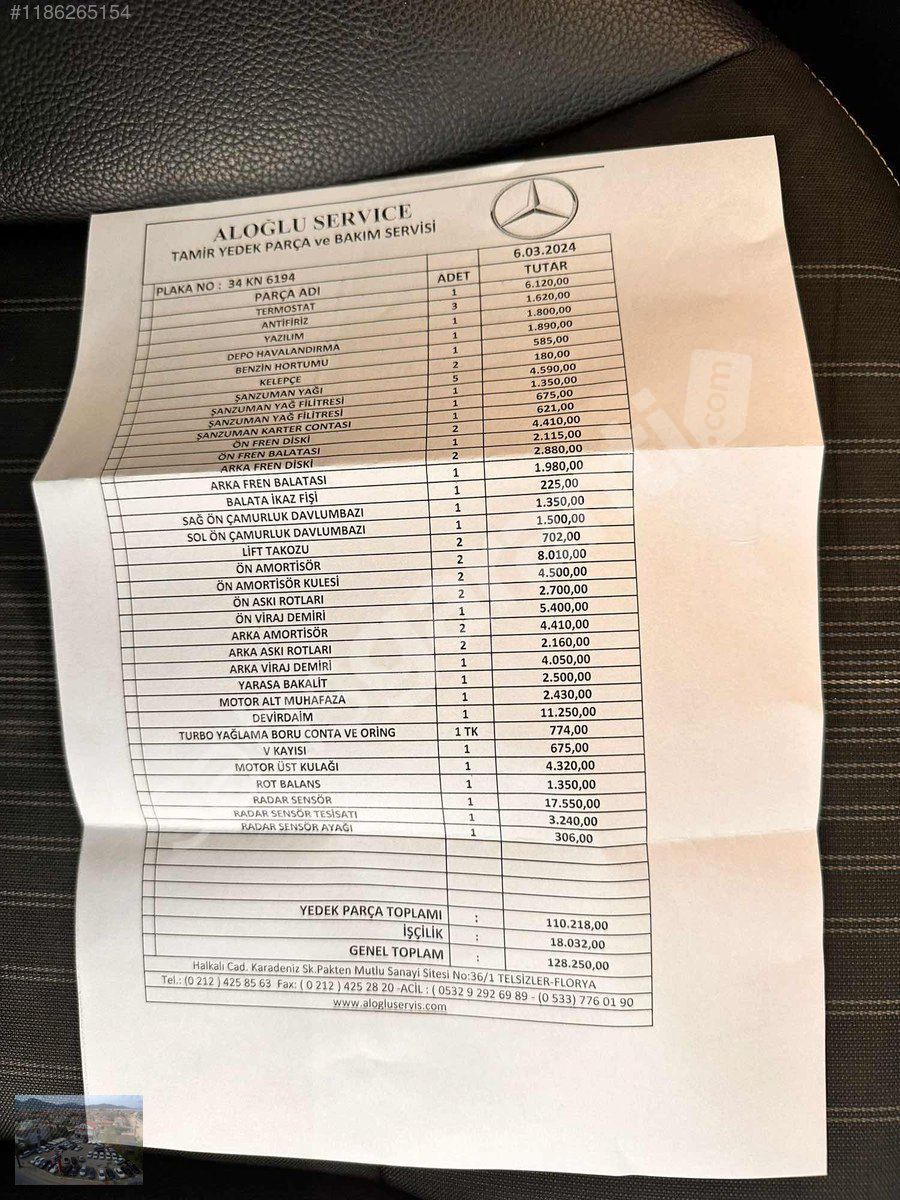 #1186265154
ALOĞLU SERVICE
TAMİR YEDEK PARÇA ve BAKIM SERVİSİ
6.03.2024
PLAKA NO : 34 KN 6194 ADET TUTAR
PARÇA ADI 1 6.120,00
TERMOSTAT 3 1.620,00
ANTİFİRİZ 1 1.800,00
YAZILIM 1 1.890,00
DEPO HAVALANDIRMA 1 585,00
BENZİN HORTUMU 2 180,00
KELEPÇE 5 4.590,00
ŞANZUMAN YAĞI 1 1.350,00
ŞANZUMAN YAĞ FİLİTRESİ 1 675,00
ŞANZUMAN YAĞ FİLİTRESİ 1 621,00
ŞANZUMAN KARTER CONTASI 2 4.410,00
ÖN FREN DİSKİ 1 2.115,00
ÖN FREN BALATASI 2 2.880,00
ARKA FREN DİSKİ 1 1.980,00
ARKA FREN BALATASI 1 225,00
BALATA İKAZ FİŞİ 1 1.350,00
SAĞ ÖN ÇAMURLUK DAVLUMBAZI 1 1.500,00
SOL ÖN ÇAMURLUK DAVLUMBAZI 2 702,00
LİFT TAKOZU 2 8.010,00
ÖN AMORTİSÖR 2 4.500,00
ÖN AMORTİSÖR KULESİ 2 2.700,00
ÖN ASKI ROTLARI 1 5.400,00
ÖN VİRAJ DEMİRİ 2 4.410,00
ARKA AMORTİSÖR 2 2.160,00
ARKA ASKI ROTLARI 1 4.050,00
ARKA VİRAJ DEMİRİ 1 2.500,00
YARASA BAKALİT 1 2.430,00
MOTOR ALT MUHAFAZA 1 11.250,00
DEVİRDAİM
TURBO YAĞLAMA BORU CONTA VE ORİNG 1 TK 774,00
V KAYISI 1 675,00
MOTOR ÜST KULAĞI 1 4.320,00
ROT BALANS 1 1.350,00
RADAR SENSÖR 1 17.550,00
RADAR SENSÖR TESİSATI 1 3.240,00
RADAR SENSÖR AYAĞI 1 306,00
YEDEK PARÇA TOPLAMI : 110.218,00
İŞÇİLİK : 18.032,00
GENEL TOPLAM : 128.250,00
Halkalı Cad. Karadeniz Sk.Pakten Mutlu Sanayi Sitesi No:36/1 TELSİZLER-FLORYA
Tel.: (0 212 ) 425 85 63 Fax: ( 0 212 ) 425 28 20 -ACİL : ( 0532 9 292 69 89 - (0 533) 776 01 90
www.alogluservis.com